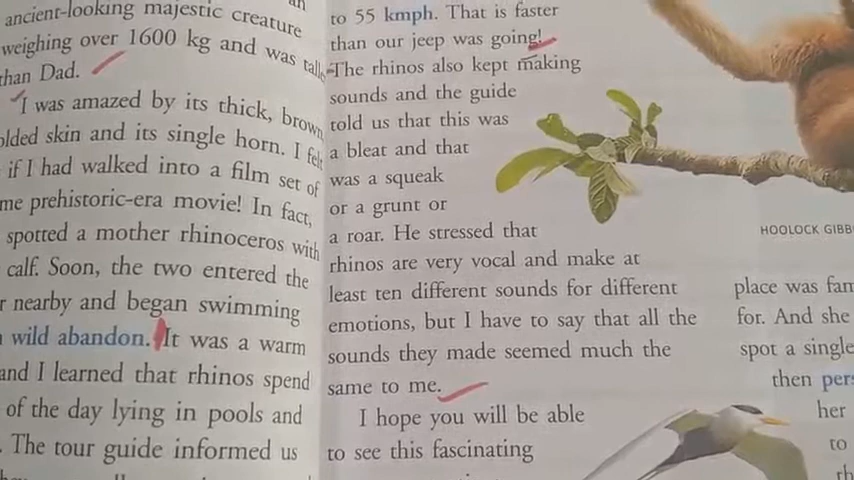 an
ancient-looking majestic creature
weighing over 1600 kg and was
than Dad.
I was amazed by its thick, brown,
skin and its single horn. I felt
if I had walked into a film set of
prehistoric-era movie! In fact,
spotted a mother rhinoceros with
calf. Soon, the two entered the
nearby and began swimming
wild abandon. It was a warm
and I learned that rhinos spend
of the day lying in pools and
The tour guide informed us
to 55 kmph. That is faster
than our jeep was going!
The rhinos also kept making
sounds and the guide
told us that this was
a bleat and that
was a squeak
or a grunt or
a roar. He stressed that
rhinos are very vocal and make at
least ten different sounds for different
emotions, but I have to say that all the
sounds they made seemed much the
same to me.
I hope you will be able
to see this fascinating
HOOLOCK
place was
for. And she
spot a single
then
her
to